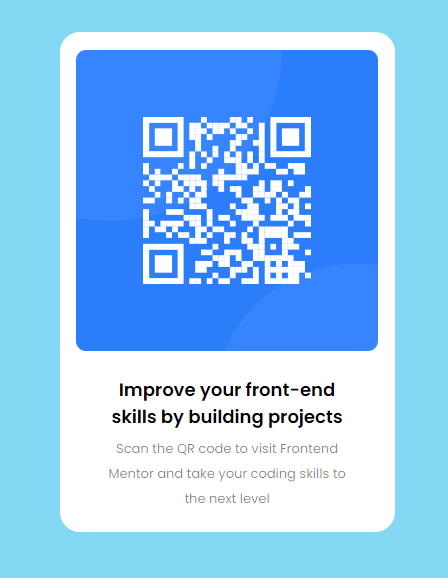 Improve your front-end
skills by building projects
Scan the QR code to visit Frontend
Mentor and take your coding skills to
the next level